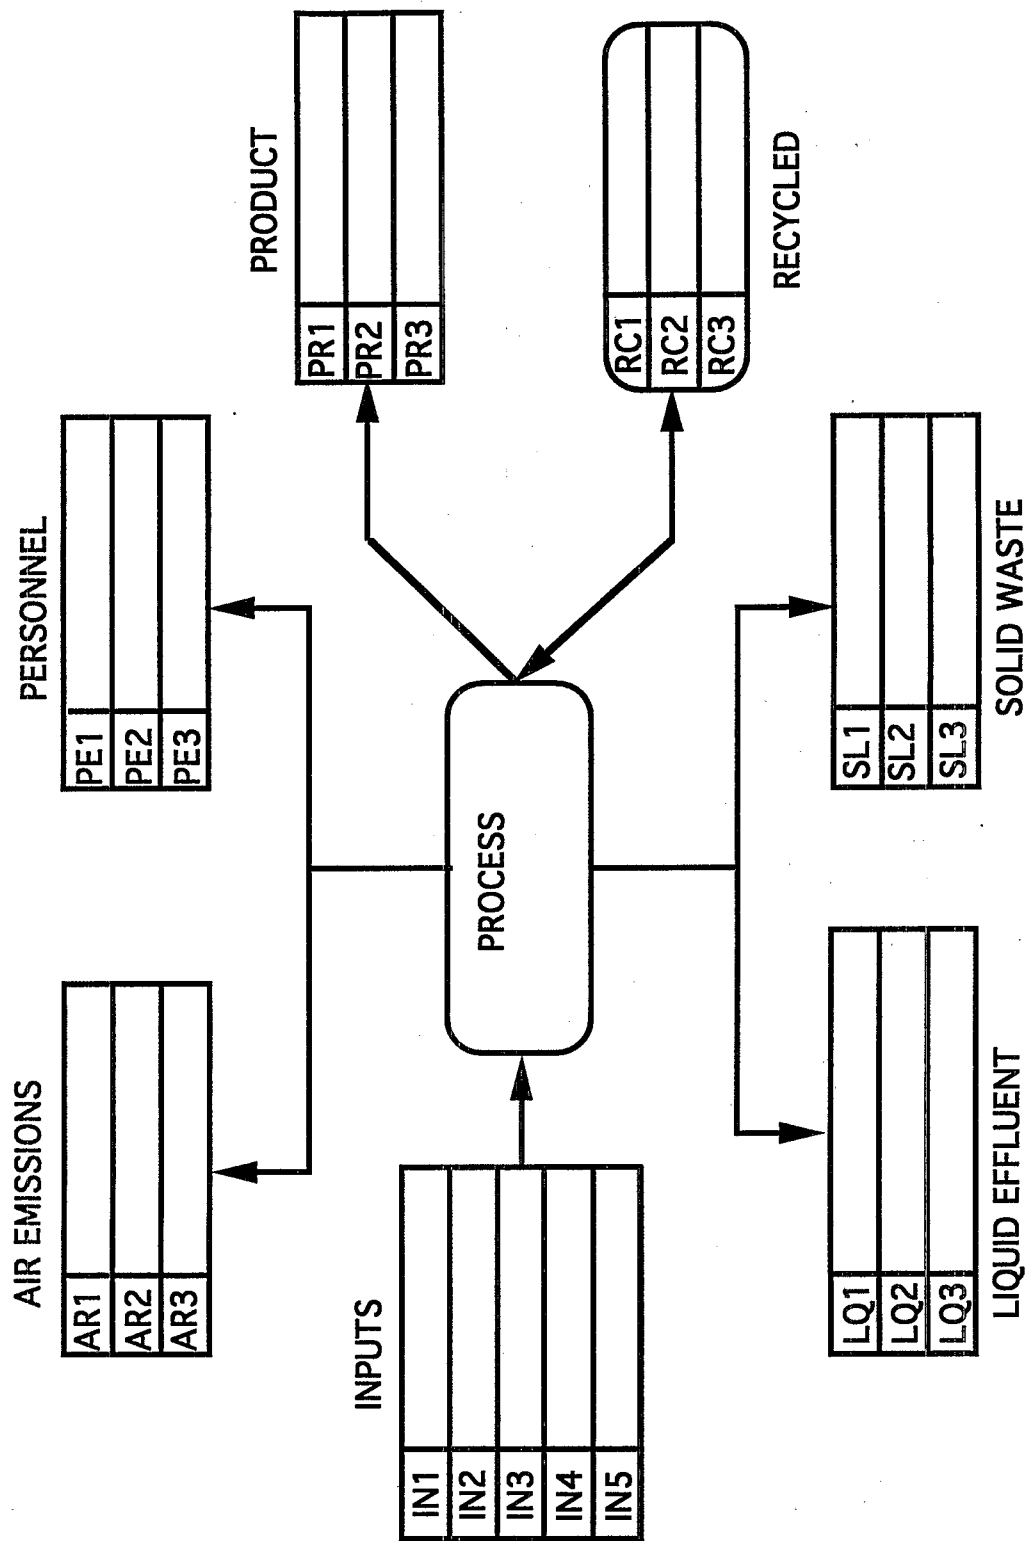 AIR EMISSIONS
AR1
AR2
AR3
PERSONNEL
PE1
PE2
PE3
INPUTS
IN1
IN2
IN3
IN4
IN5
PROCESS
PRODUCT
PR1
PR2
PR3
RC1
RC2
RC3
RECYCLED
LQ1
LQ2
LQ3
LIQUID EFFLUENT
SL1
SL2
SL3
SOLID WASTE